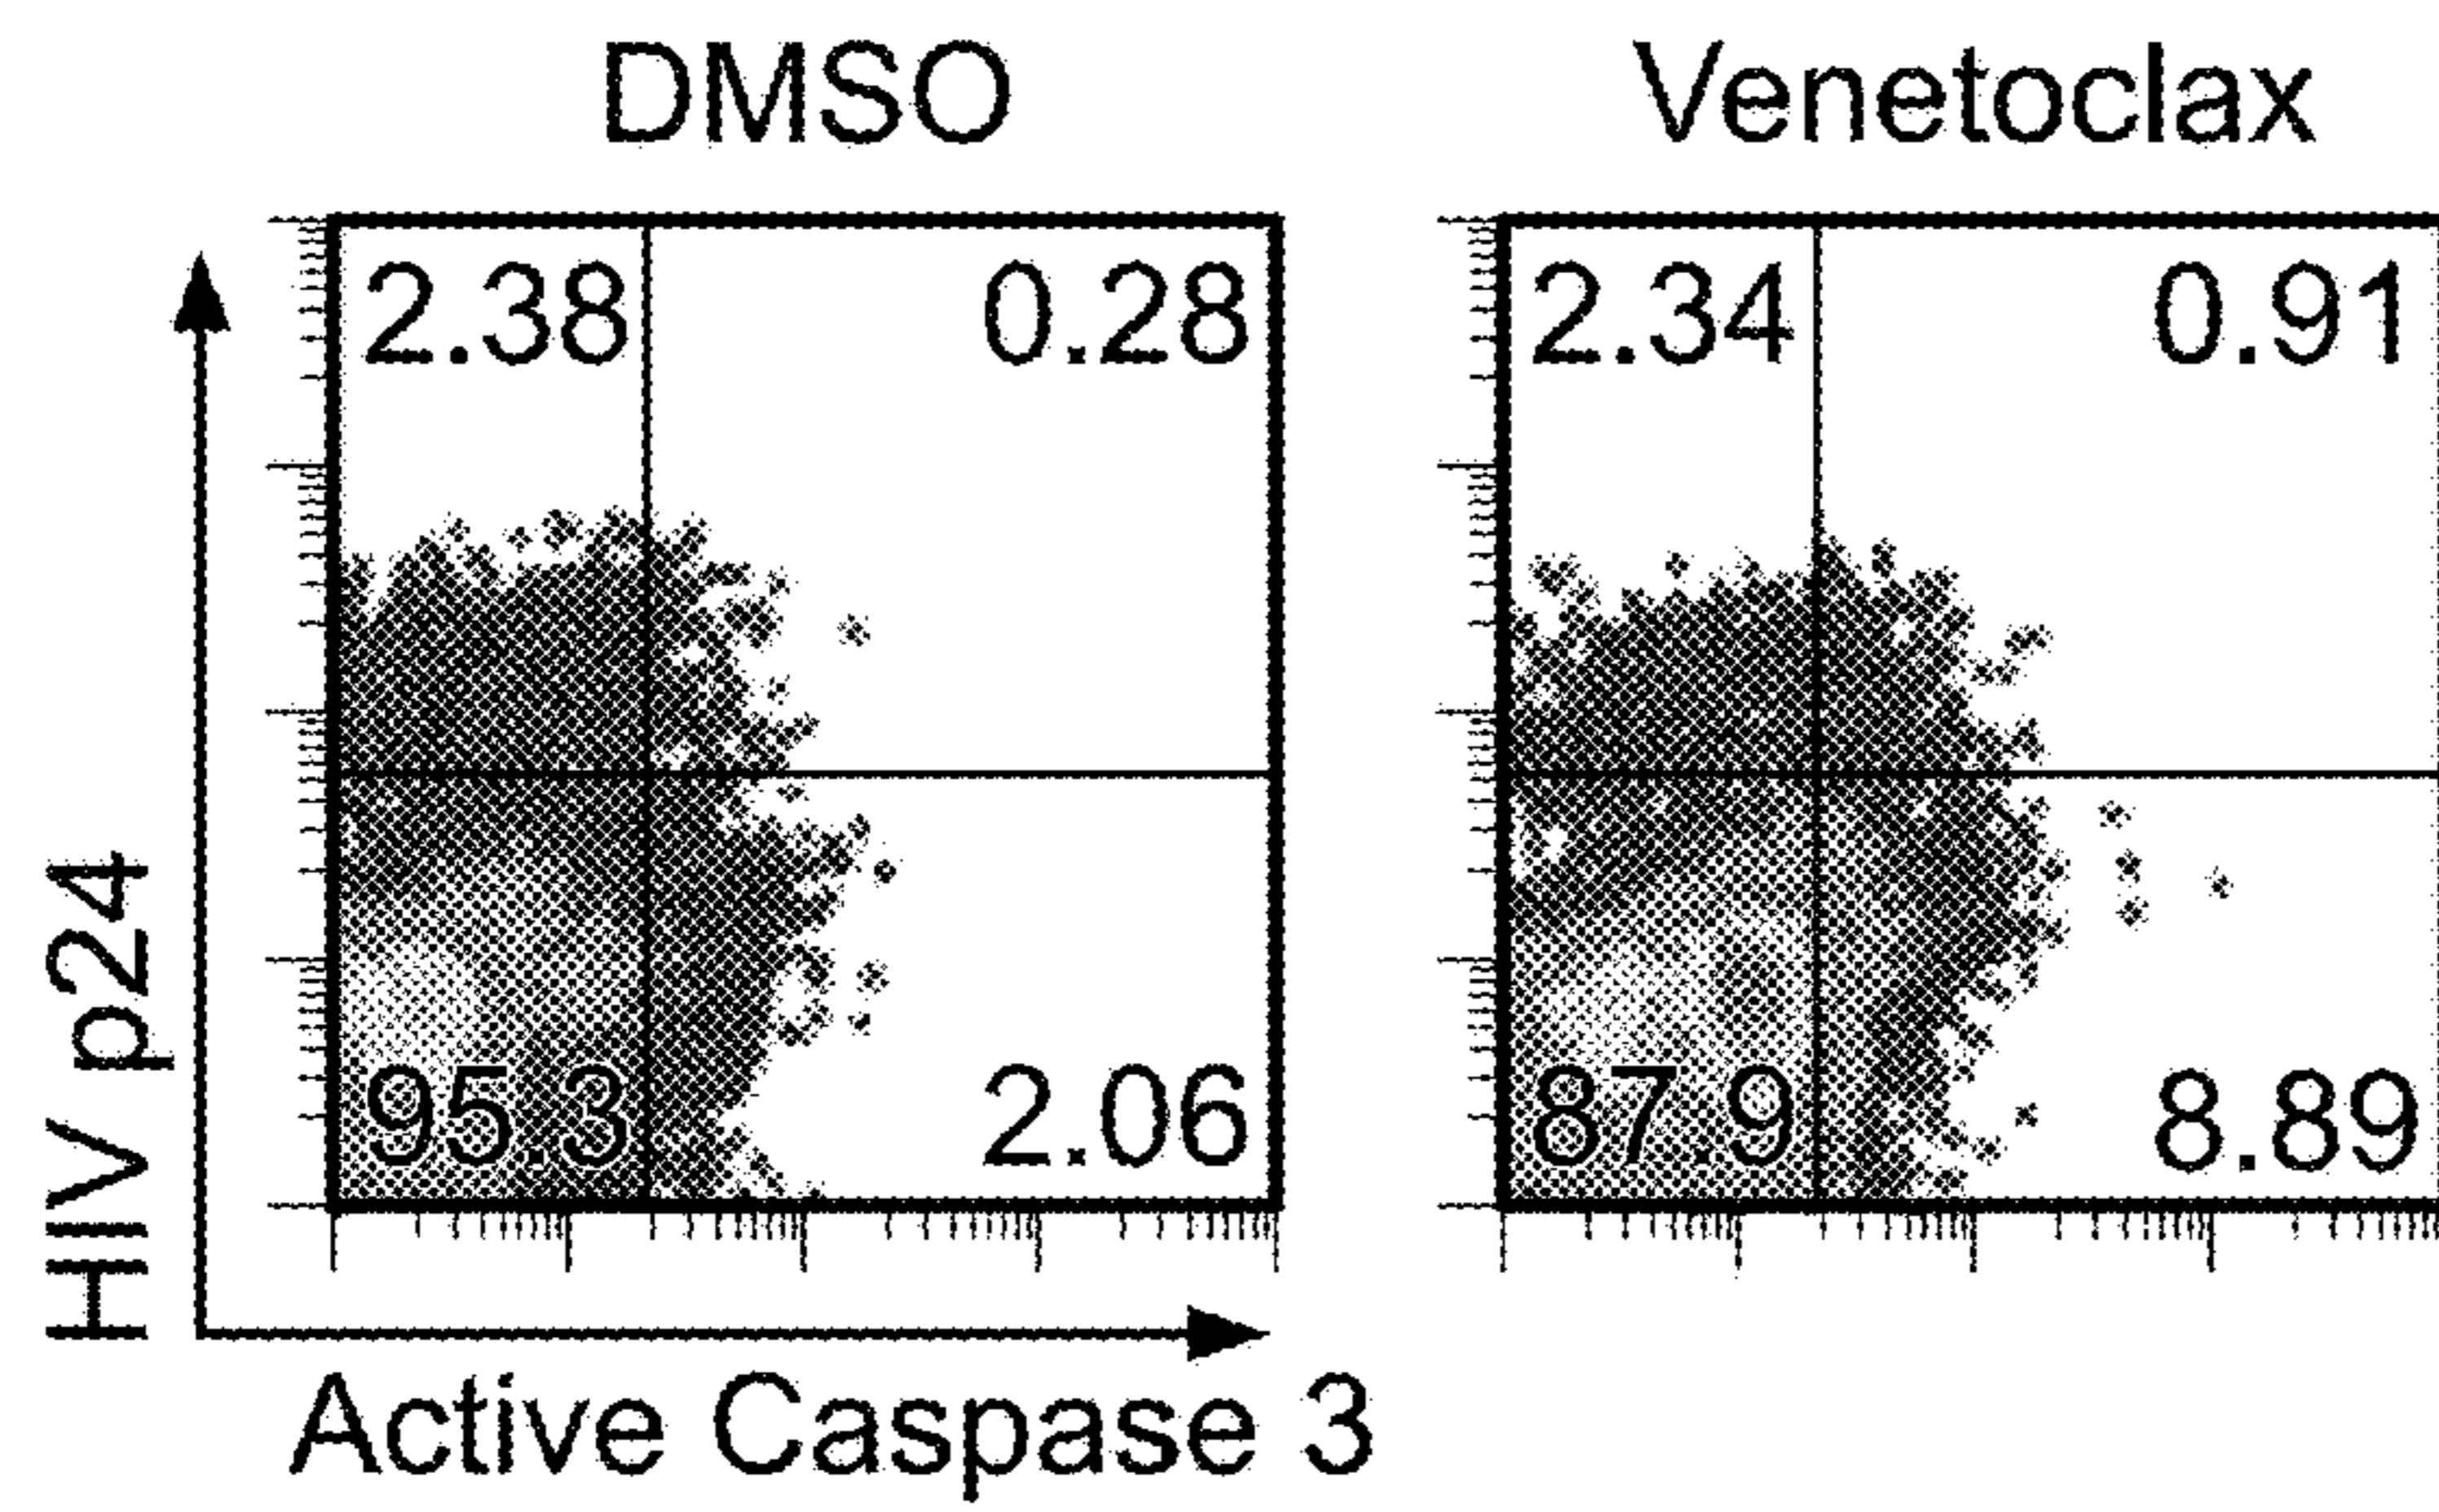 DMSO
Venetoclax
2.38
0.28
2.34
0.91
95.3
2.06
87.9
8.89
HIV p24
Active Caspase 3